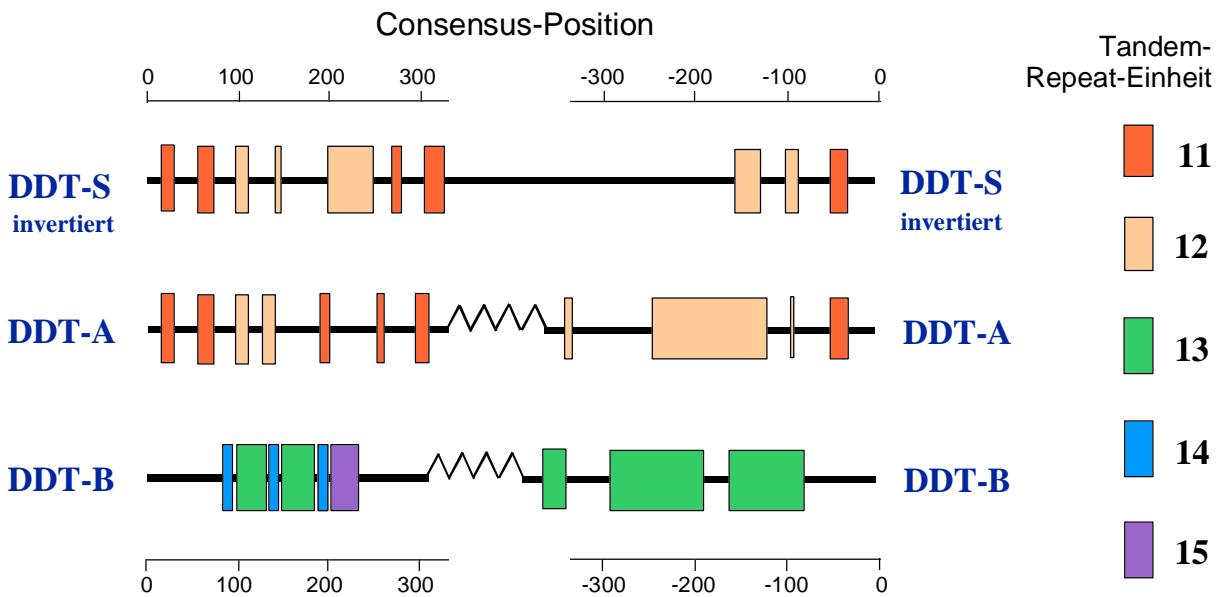 Consensus-Position
Tandem-
Repeat-Einheit
0 100 200 300 -300 -200 -100 0
11
DDT-S DDT-S
invertiert invertiert
12
DDT-A DDT-A
13
14
DDT-B DDT-B
15
0 100 200 300 -300 -200 -100 0